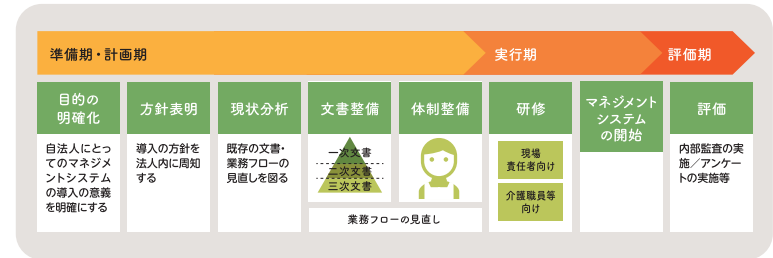 準備期・計画期
実行期
評価期
目的の
明確化
自法人にとっ
てのマネジメ
ントシステム
の導入の意義
を明確にする
方針表明
導入の方針を
法人内に周知
する
現状分析
既存の文書・
業務フローの
見直しを図る
文書整備
一次文書
二次文書
三次文書
体制整備
業務フローの見直し
研修
現場
責任者向け
介護職員等
向け
マネジメント
システム
の開始
評価
内部監査の実
施／アンケー
トの実施等